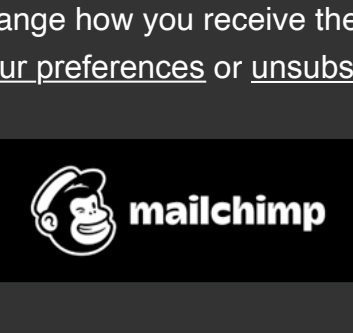 ange how you receive the
ur preferences or unsubs
mailchimp